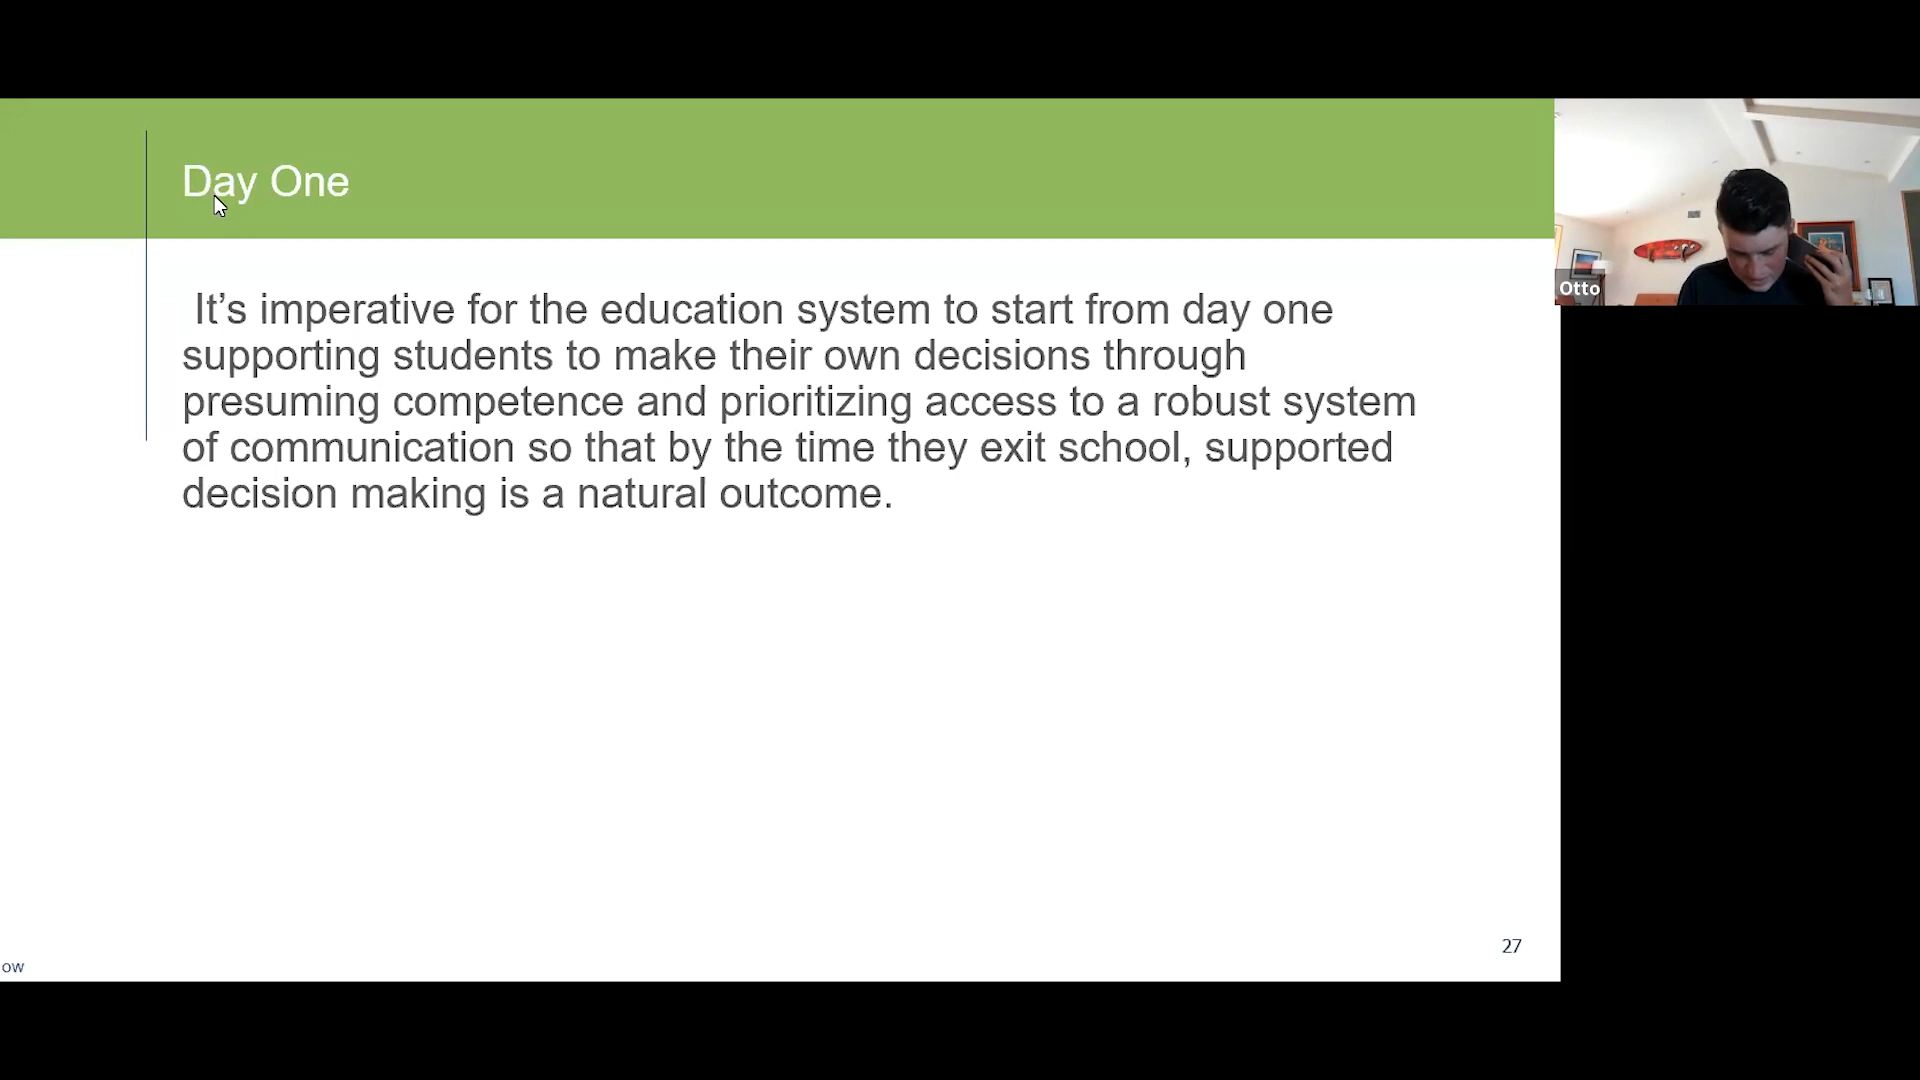 Day One
It’s imperative for the education system to start from day one
supporting students to make their own decisions through
presuming competence and prioritizing access to a robust system
of communication so that by the time they exit school, supported
decision making is a natural outcome.
Otto
27
ow